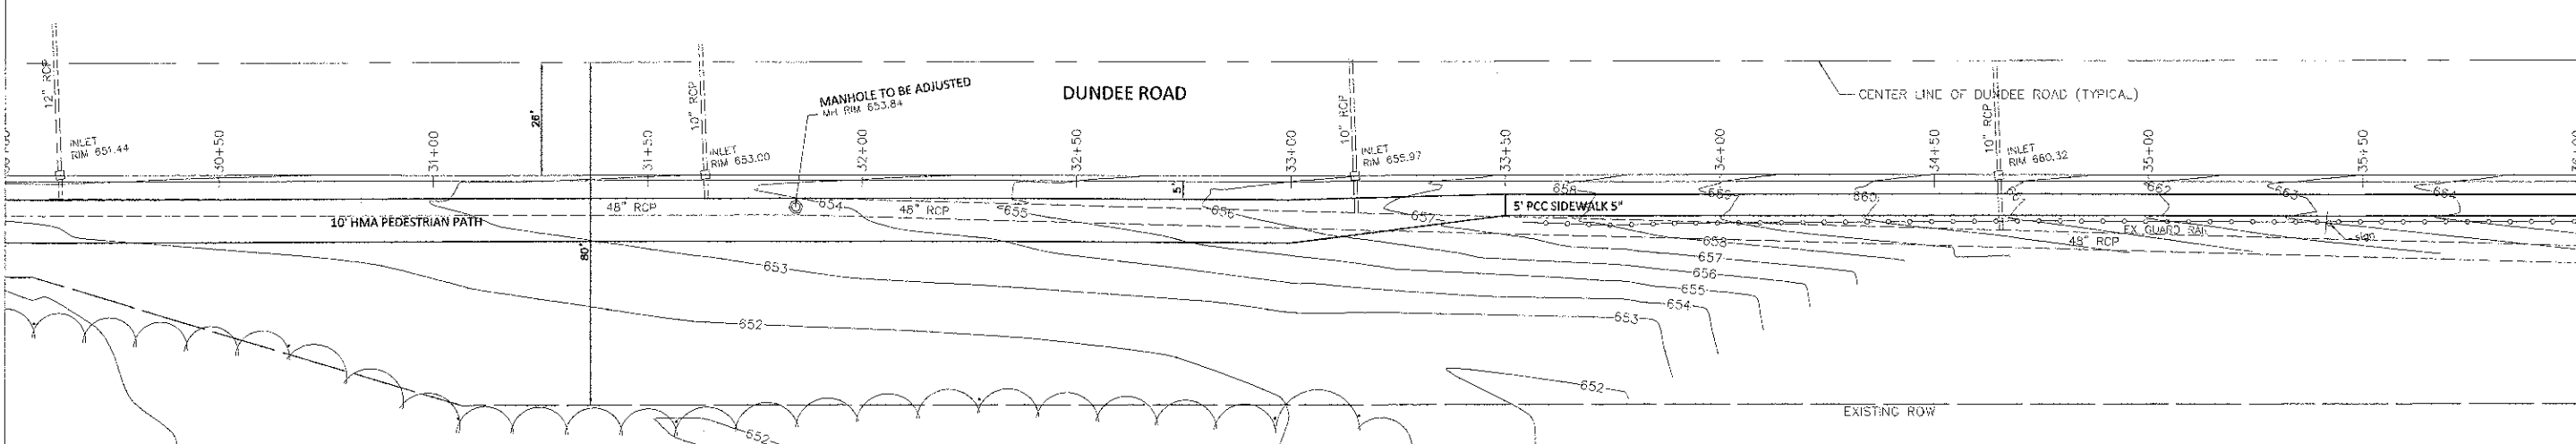 12" RCP
INLET
RIM 651.44
30+50
31+00
26'
31+50
10" RCP
INLET
RIM 653.00
MANHOLE TO BE ADJUSTED
MH RIM 653.84
32+00
DUNDEE ROAD
32+50
33+00
10" RCP
INLET
RIM 655.97
33+50
34+00
CENTER LINE OF DUNDEE ROAD (TYPICAL)
34+50
10" RCP
INLET
RIM 660.32
35+00
35+50
10' HMA PEDESTRIAN PATH
80'
48" RCP
654
48" RCP
655
5'
656
657
5' PCC SIDEWALK 5"
658
659
660
662
663
664
EX GUARD RAI
sign
48" RCP
658
657
656
655
654
653
653
652
652
652
EXISTING ROW